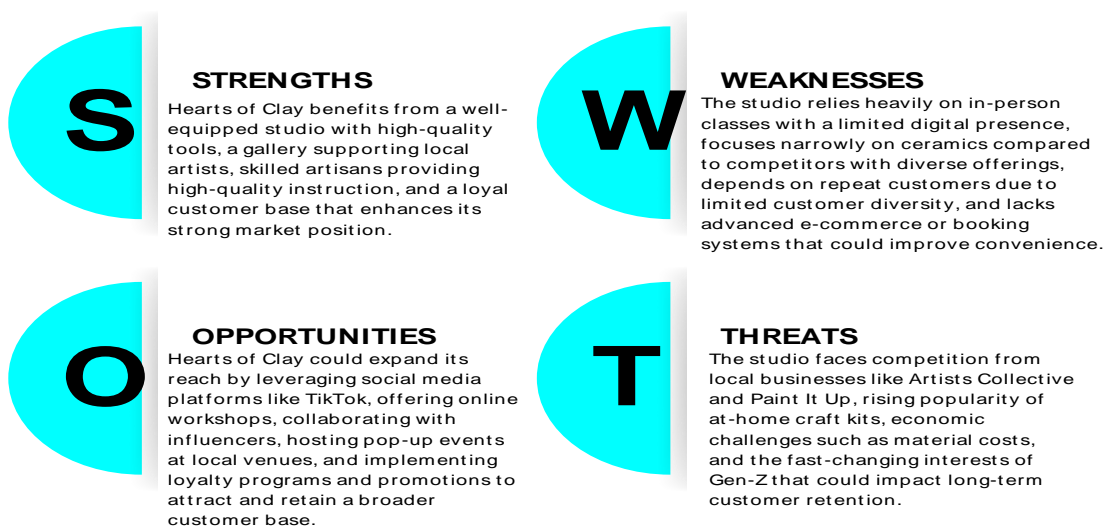 S
STRENGTHS
Hearts of Clay benefits from a well-
equipped studio with high-quality
tools, a gallery supporting local
artists, skilled artisans providing
high-quality instruction, and a loyal
customer base that enhances its
strong market position.
W
WEAKNESSES
The studio relies heavily on in-person
classes with a limited digital presence,
focuses narrowly on ceramics compared
to competitors with diverse offerings,
depends on repeat customers due to
limited customer diversity, and lacks
advanced e-commerce or booking
systems that could improve convenience.
O
OPPORTUNITIES
Hearts of Clay could expand its
reach by leveraging social media
platforms like TikTok, offering online
workshops, collaborating with
influencers, hosting pop-up events
at local venues, and implementing
loyalty programs and promotions to
attract and retain a broader
customer base.
T
THREATS
The studio faces competition from
local businesses like Artists Collective
and Paint It Up, rising popularity of
at-home craft kits, economic
challenges such as material costs,
and the fast-changing interests of
Gen-Z that could impact long-term
customer retention.